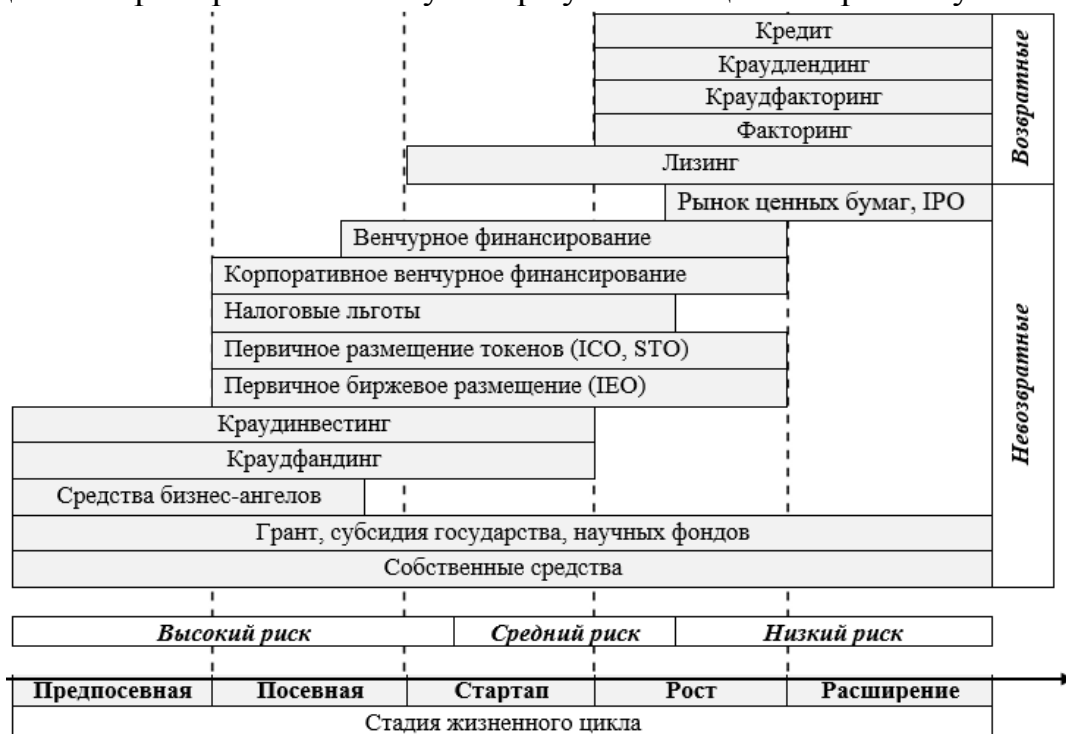 Кредит
Краудлендинг
Краудфакторинг
Факторинг
Лизинг
Возвратные
Рынок ценных бумаг, IPO
Венчурное финансирование
Корпоративное венчурное финансирование
Налоговые льготы
Первичное размещение токенов (ICO, STO)
Первичное биржевое размещение (IEO)
Краудинвестинг
Краудфандинг
Средства бизнес-ангелов
Грант, субсидия государства, научных фондов
Собственные средства
Невозвратные
Высокий риск Средний риск Низкий риск
Предпосевная Посевная Стартап Рост Расширение
Стадия жизненного цикла